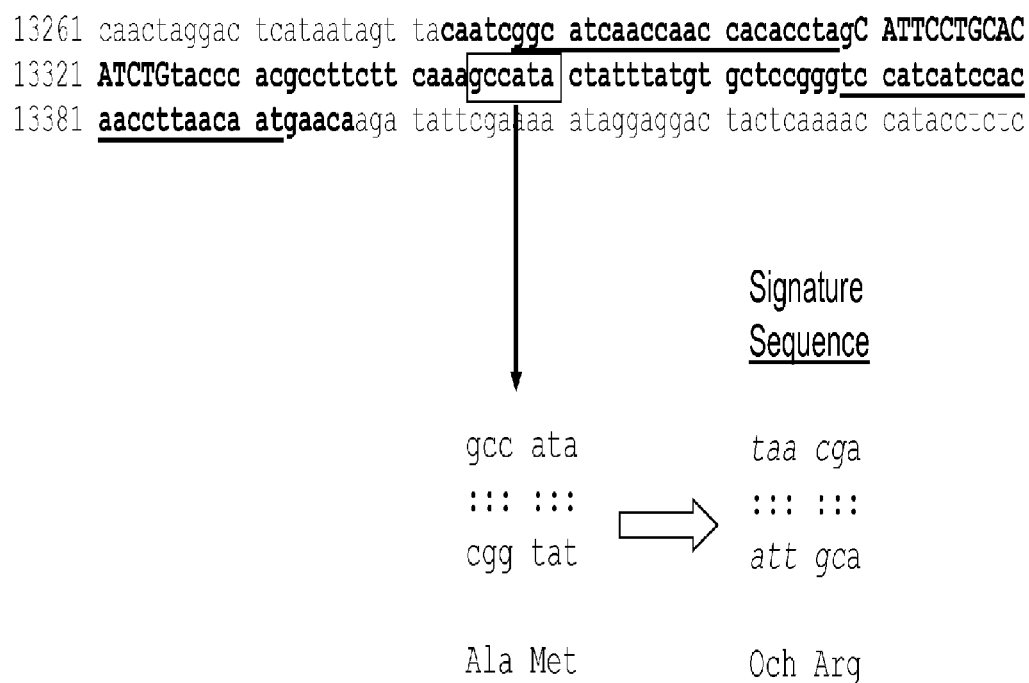 13261 caactaggac tcataatagt tacaatcggc atcaaccaac cacacctagC ATTCCTGCAC
13321 ATCTGtaccc acgccttctt caaagccata ctatttatgt gctccgggtc catcatccac
13381 aaccttaaca atgaacaaga tattcgaaaa ataggaggac tactcaaaac catacctctc
Signature
Sequence
gcc ata taa cga
::: ::: ::: :::
cgg tat att gca
Ala Met Och Arg